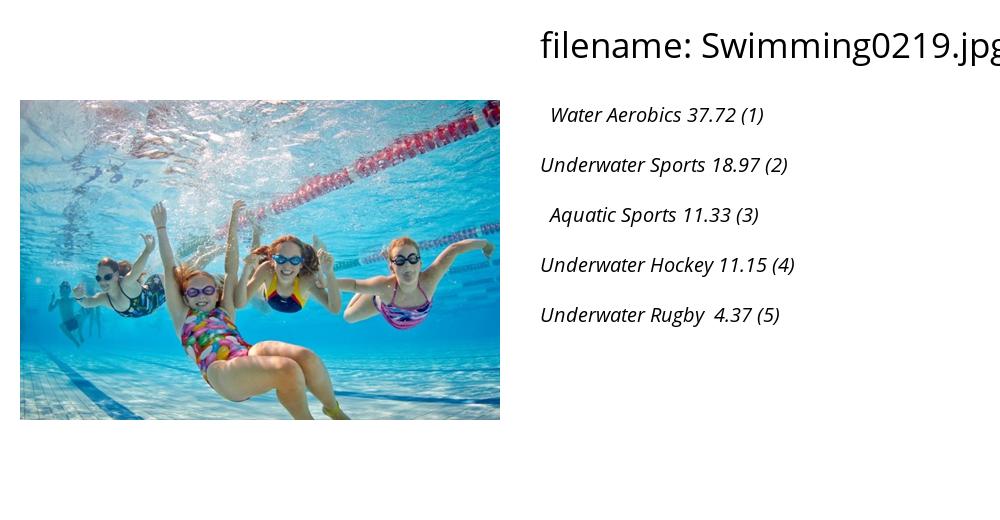 filename: Swimming0219.jpg
Water Aerobics 37.72 (1)
Underwater Sports 18.97 (2)
Aquatic Sports 11.33 (3)
Underwater Hockey 11.15 (4)
Underwater Rugby 4.37 (5)